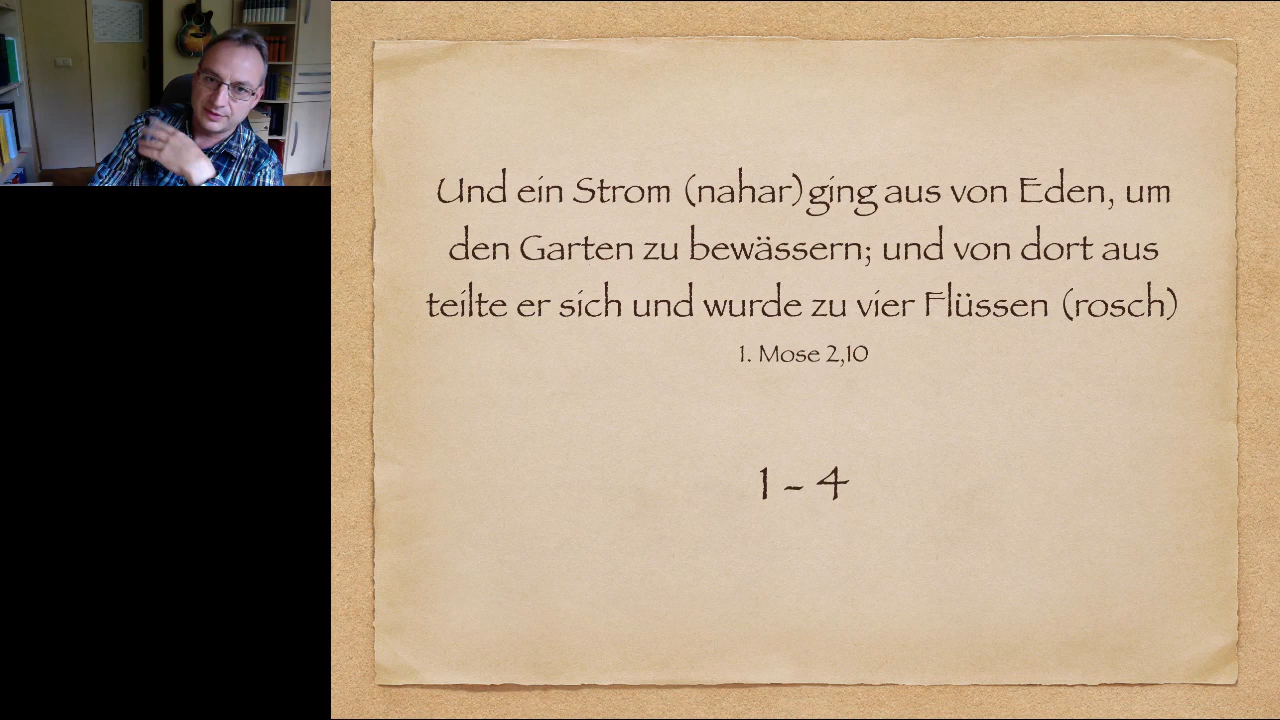 Und ein Strom (nahar) ging aus von Eden, um
den Garten zu bewässern; und von dort aus
teilte er sich und wurde zu vier Flüssen (rosch)
1. Mose 2,10
1 - 4